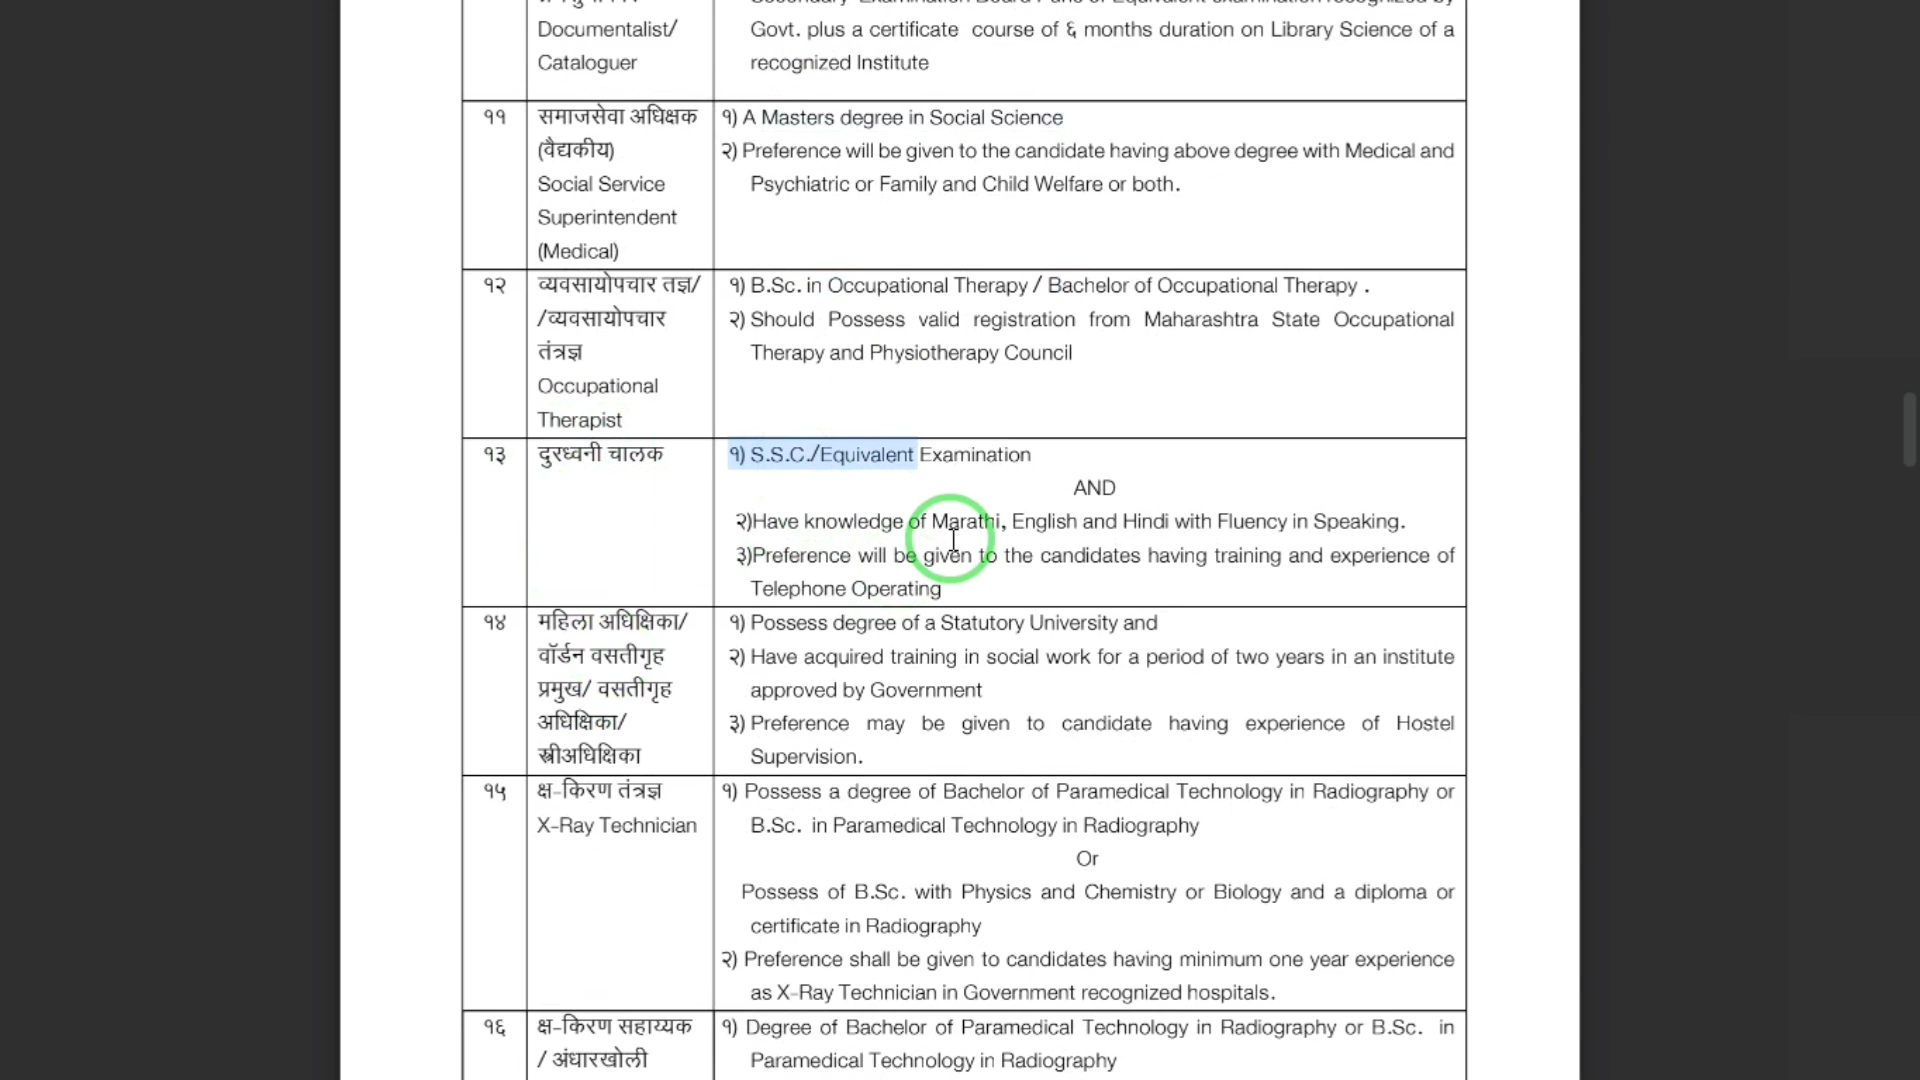 Documentalist/
Cataloguer
Govt. plus a certificate course of ६ months duration on Library Science of a
recognized Institute
११
समाजसेवा अधिक्षक
(वैद्यकीय)
Social Service
Superintendent
(Medical)
१) A Masters degree in Social Science
२) Preference will be given to the candidate having above degree with Medical and
Psychiatric or Family and Child Welfare or both.
१२
व्यवसायोपचार तज्ञ/
/व्यवसायोपचार
तंत्रज्ञ
Occupational
Therapist
१) B.Sc. in Occupational Therapy / Bachelor of Occupational Therapy .
२) Should Possess valid registration from Maharashtra State Occupational
Therapy and Physiotherapy Council
१३
दुरध्वनी चालक
१) S.S.C./Equivalent Examination
AND
२)Have knowledge of Marathi, English and Hindi with Fluency in Speaking.
३)Preference will be given to the candidates having training and experience of
Telephone Operating
१४
महिला अधिक्षिका/
वॉर्डन वसतीगृह
प्रमुख/ वसतीगृह
अधिक्षिका/
स्त्रीअधिक्षिका
१) Possess degree of a Statutory University and
२) Have acquired training in social work for a period of two years in an institute
approved by Government
३) Preference may be given to candidate having experience of Hostel
Supervision.
१५
क्ष-किरण तंत्रज्ञ
X-Ray Technician
१) Possess a degree of Bachelor of Paramedical Technology in Radiography or
B.Sc. in Paramedical Technology in Radiography
Or
Possess of B.Sc. with Physics and Chemistry or Biology and a diploma or
certificate in Radiography
२) Preference shall be given to candidates having minimum one year experience
as X-Ray Technician in Government recognized hospitals.
१६
क्ष-किरण सहाय्यक
/ अंधारखोली
१) Degree of Bachelor of Paramedical Technology in Radiography or B.Sc. in
Paramedical Technology in Radiography